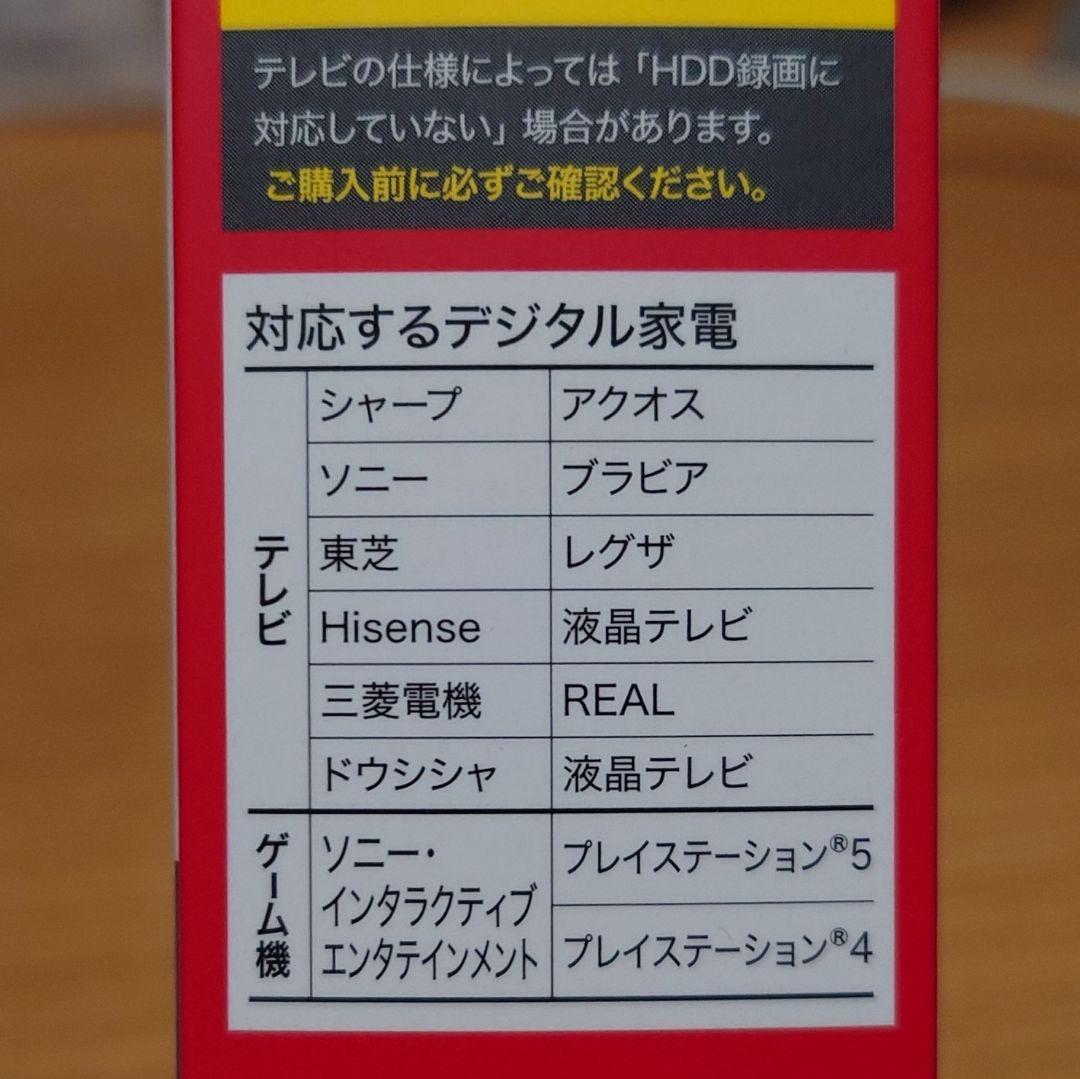 テレビの仕様によっては「HDD録画に
対応していない」場合があります。
ご購入前に必ずご確認ください。
対応するデジタル家電
テレビ
シャープ アクオス
ソニー ブラビア
東芝 レグザ
Hisense 液晶テレビ
三菱電機 REAL
ドウシシャ 液晶テレビ
ゲーム機
ソニー・
インタラクティブ
エンタテインメント
プレイステーション®5
プレイステーション®4